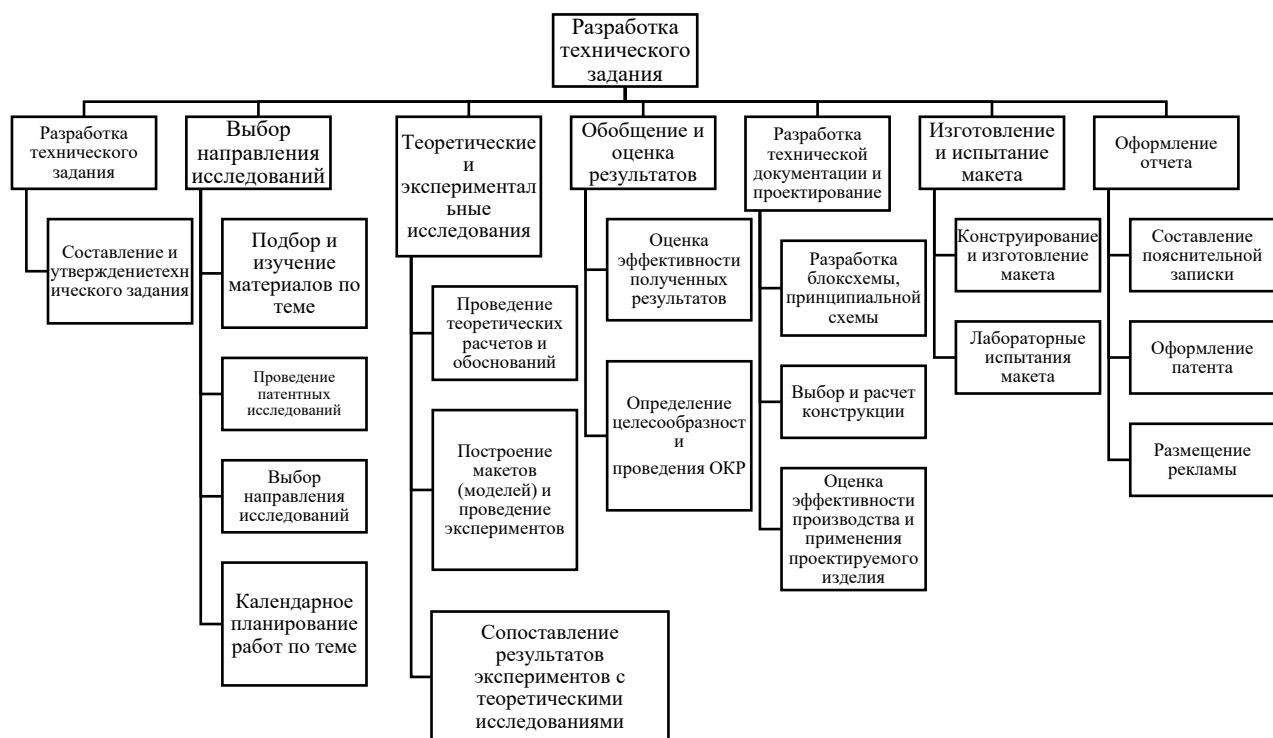 Разработка
технического
задания
Разработка
технического
задания
Составление и
утверждениетехн
ического задания
Выбор
направления
исследований
Подбор и
изучение
материалов по
теме
Проведение
патентных
исследований
Выбор
направления
исследований
Календарное
планирование
работ по теме
Теоретические
и
экспериментал
ьные
исследования
Проведение
теоретических
расчетов и
обоснований
Построение
макетов
(моделей) и
проведение
экспериментов
Сопоставление
результатов
экспериментов с
теоретическими
исследованиями
Обобщение и
оценка
результатов
Оценка
эффективности
полученных
результатов
Определение
целесообразност
и
проведения ОКР
Разработка
технической
документации и
проектирование
Разработка
блоксхемы,
принципиальной
схемы
Выбор и расчет
конструкции
Оценка
эффективности
производства и
применения
проектируемого
изделия
Изготовление
и испытание
макета
Конструирование
и изготовление
макета
Лабораторные
испытания
макета
Оформление
отчета
Составление
пояснительной
записки
Оформление
патента
Размещение
рекламы